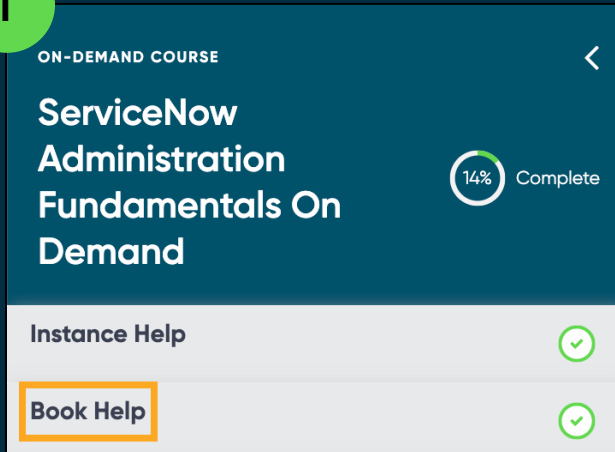 ON-DEMAND COURSE
ServiceNow
Administration
Fundamentals On
Demand
14% Complete
Instance Help
Book Help